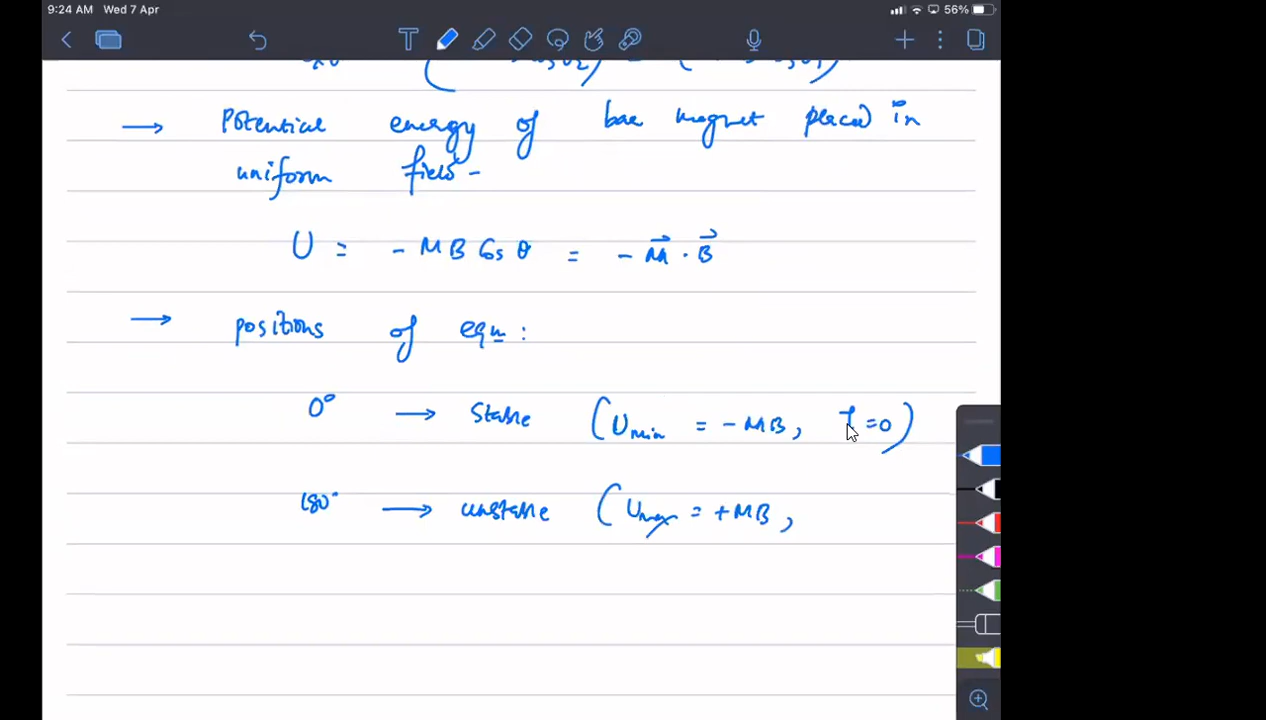 9:24 AM Wed 7 Apr 56%
→ Potential energy of bar magnet placed in
uniform field -
U = - MB Cos θ = - M⃗ · B⃗
→ positions of eqm :
0° → Stable (Umin = - MB, τ = 0)
180° → unstable (Umax = + MB,